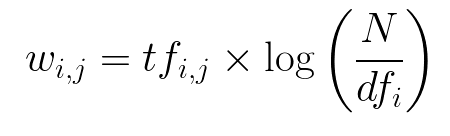 w_{i,j} = tf_{i,j} × log(N/df_i)